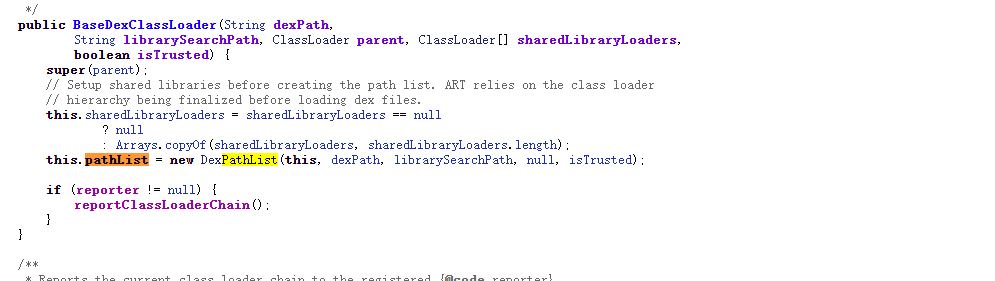 */
public BaseDexClassLoader(String dexPath,
String librarySearchPath, ClassLoader parent, ClassLoader[] sharedLibraryLoaders,
boolean isTrusted) {
super(parent);
// Setup shared libraries before creating the path list. ART relies on the class loader
// hierarchy being finalized before loading dex files.
this.sharedLibraryLoaders = sharedLibraryLoaders == null
? null
: Arrays.copyOf(sharedLibraryLoaders, sharedLibraryLoaders.length);
this.pathList = new DexPathList(this, dexPath, librarySearchPath, null, isTrusted);
if (reporter != null) {
reportClassLoaderChain();
}
}
/**
* Reports the current class loader chain to the registered {@code reporter}